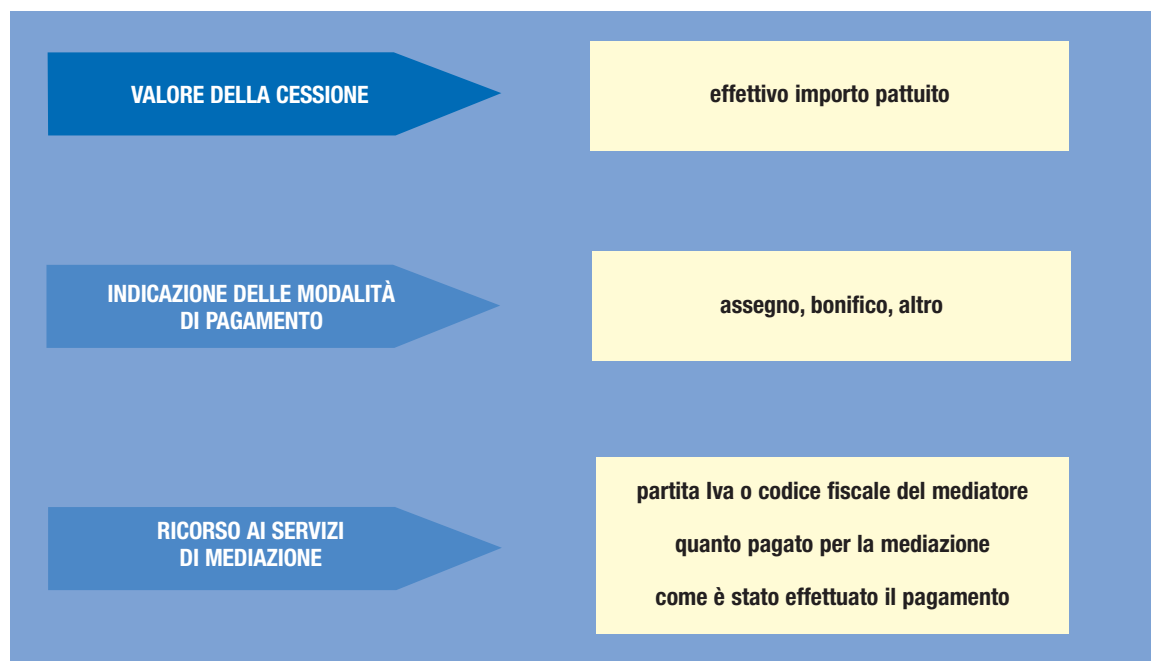 VALORE DELLA CESSIONE
effettivo importo pattuito
INDICAZIONE DELLE MODALITÀ
DI PAGAMENTO
assegno, bonifico, altro
RICORSO AI SERVIZI
DI MEDIAZIONE
partita Iva o codice fiscale del mediatore
quanto pagato per la mediazione
come è stato effettuato il pagamento